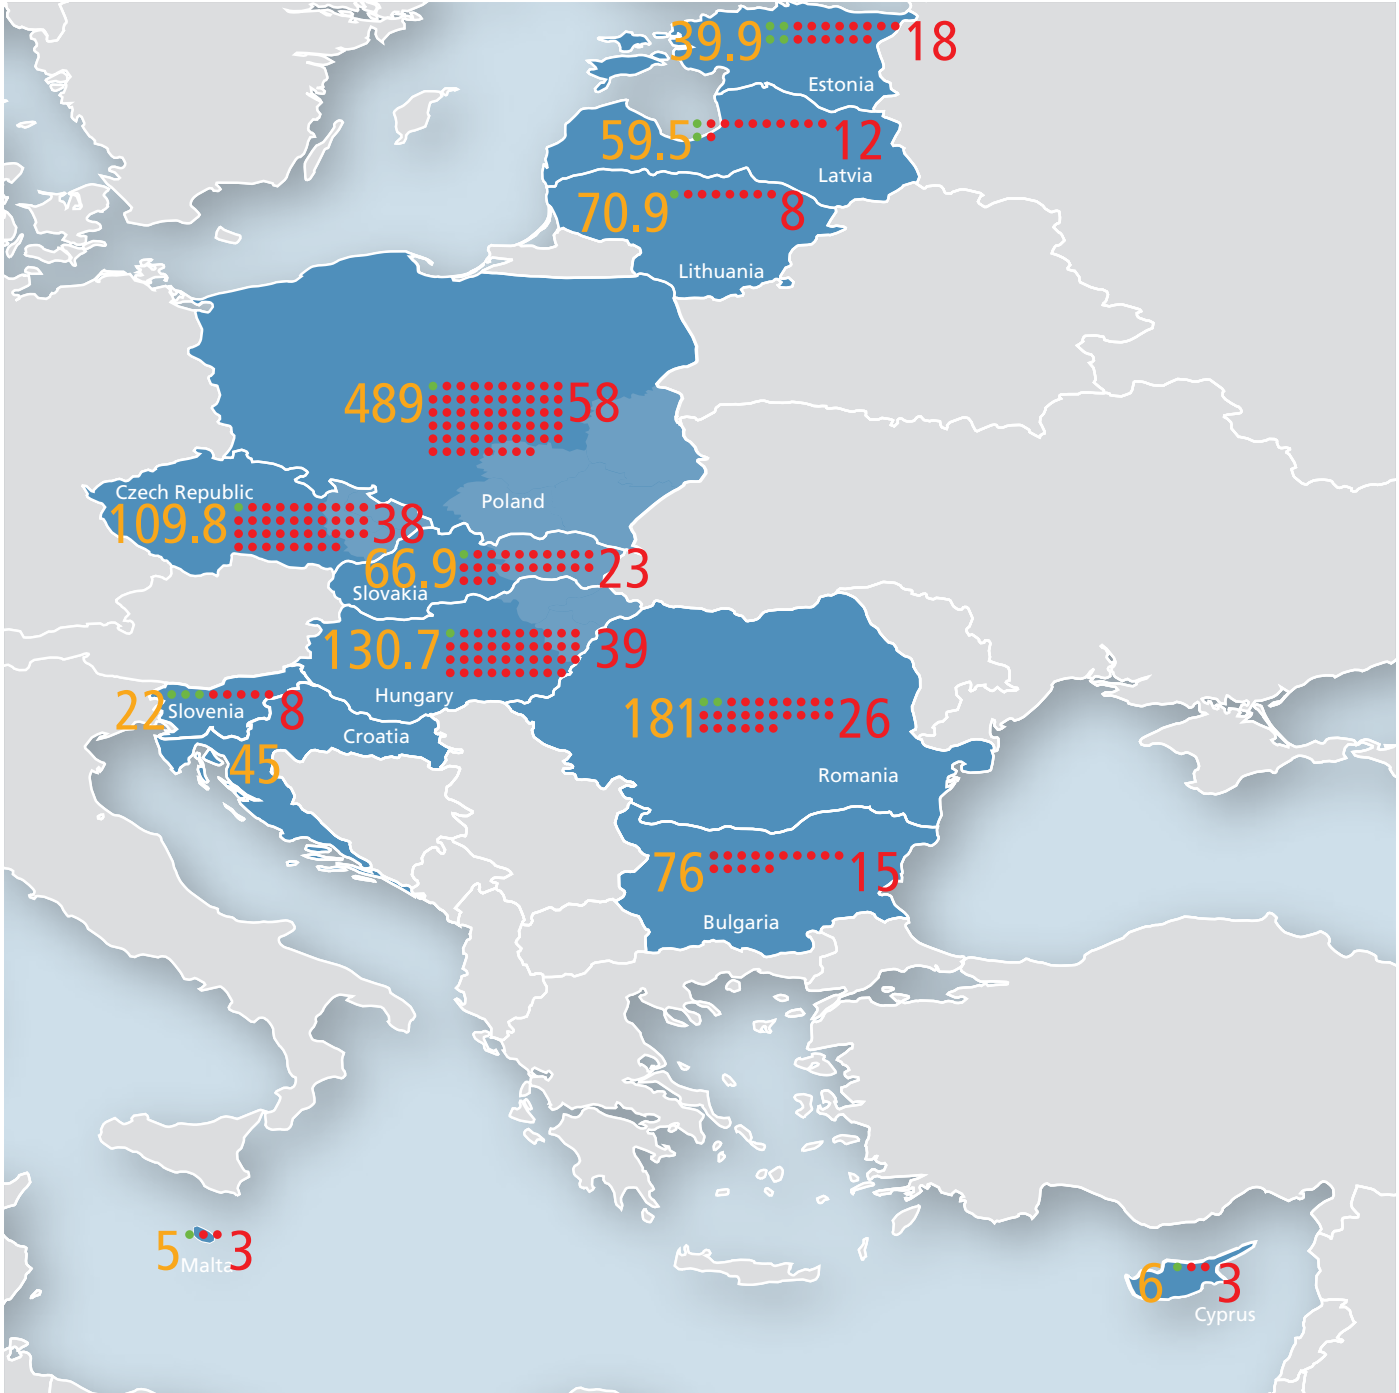 39.9 18
Estonia
59.5 12
Latvia
70.9 8
Lithuania
489 58
Poland
Czech Republic
109.8 38
66.9 23
Slovakia
130.7 39
Hungary
22 8
Slovenia
181 26
Croatia
45
Romania
76 15
Bulgaria
5 3
Malta
6 3
Cyprus